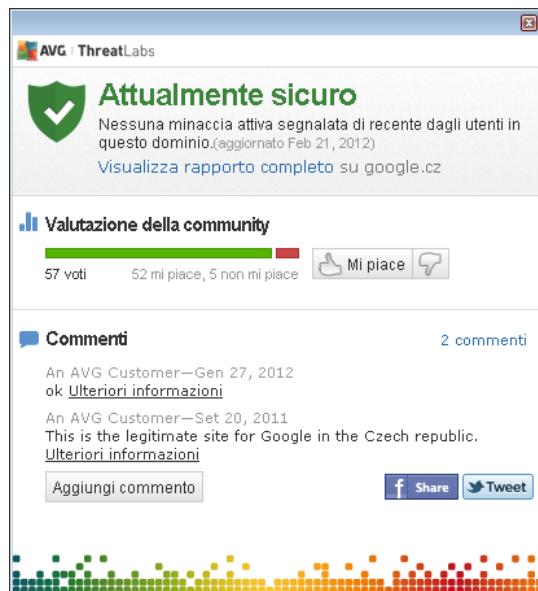 AVG ThreatLabs
Attualmente sicuro
Nessuna minaccia attiva segnalata di recente dagli utenti in
questo dominio.(aggiornato Feb 21, 2012)
Visualizza rapporto completo su google.cz
Valutazione della community
57 voti 52 mi piace, 5 non mi piace Mi piace
Commenti 2 commenti
An AVG Customer—Gen 27, 2012
ok Ulteriori informazioni
An AVG Customer—Set 20, 2011
This is the legitimate site for Google in the Czech republic.
Ulteriori informazioni
Aggiungi commento f Share Tweet